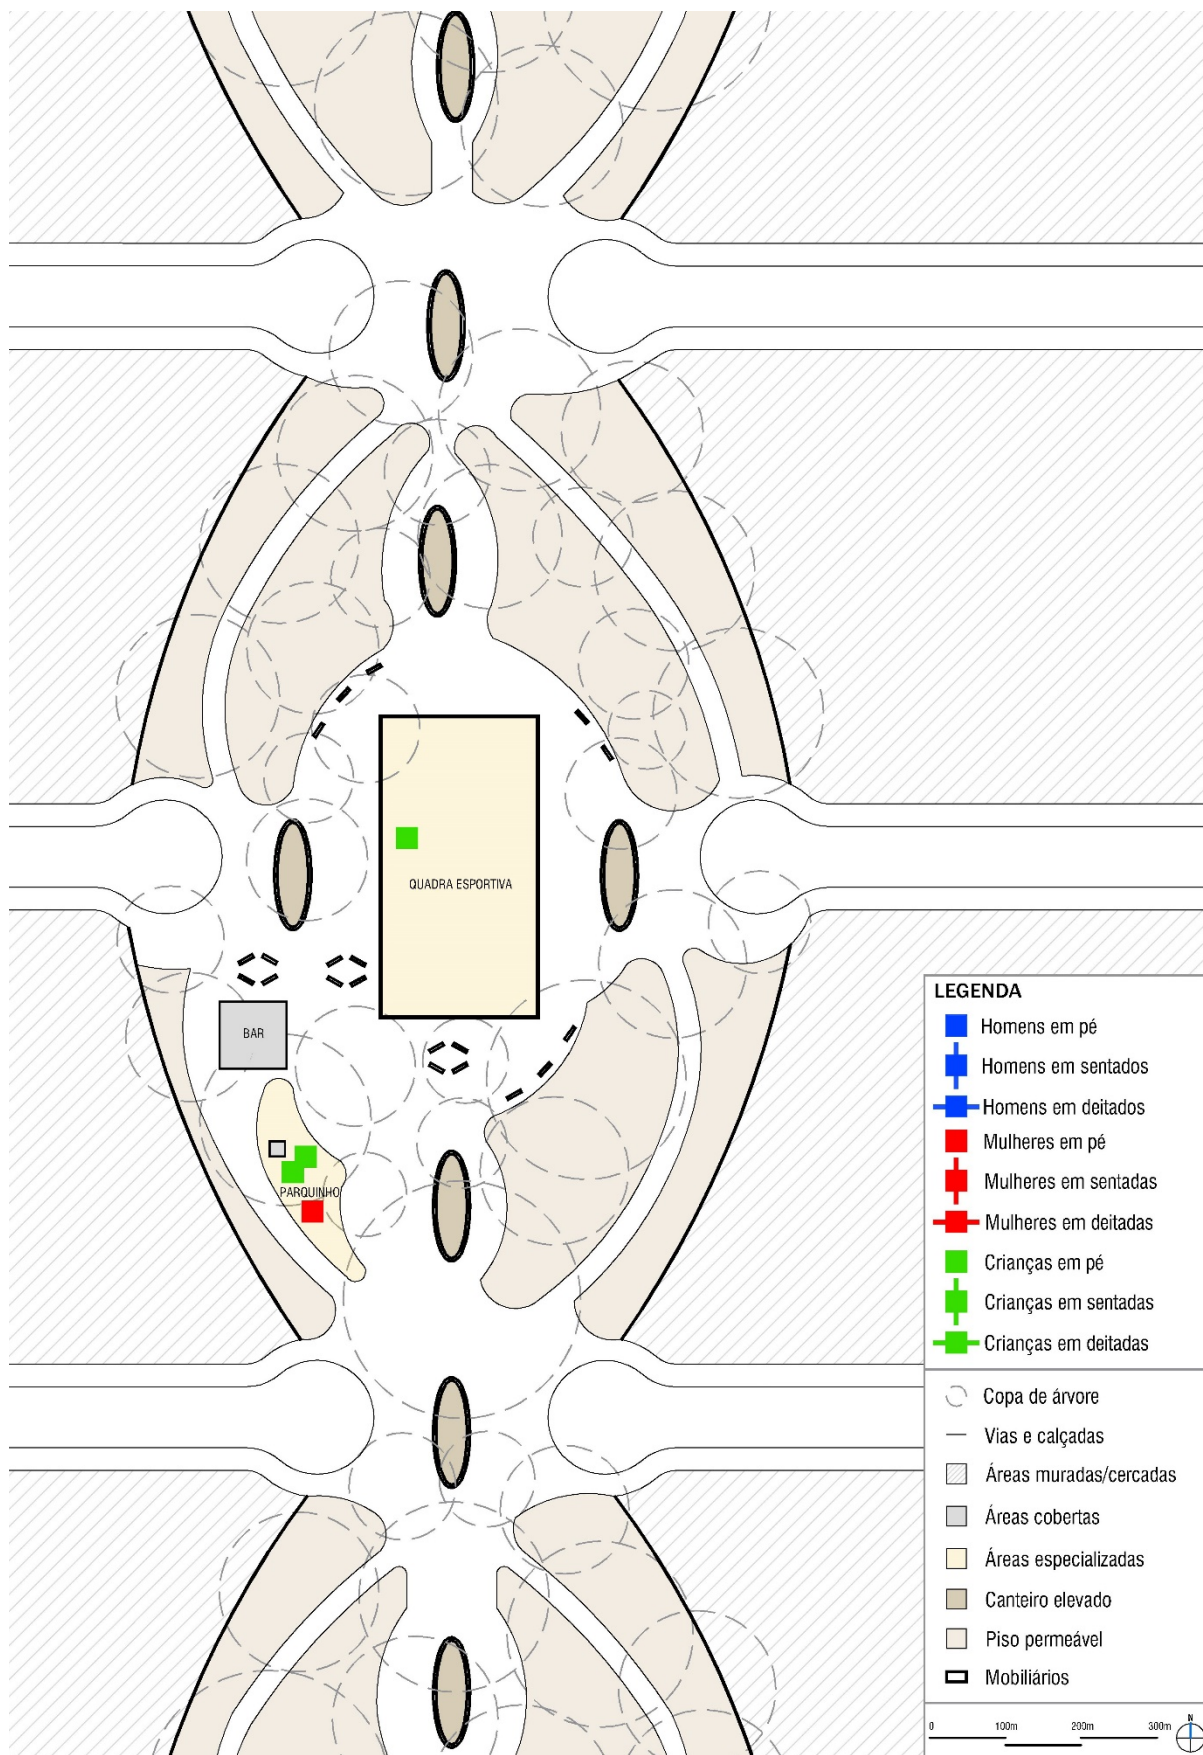 QUADRA ESPORTIVA
BAR
PARQUINHO
LEGENDA
Homens em pé
Homens em sentados
Homens em deitados
Mulheres em pé
Mulheres em sentadas
Mulheres em deitadas
Crianças em pé
Crianças em sentadas
Crianças em deitadas
Copa de árvore
Vias e calçadas
Áreas muradas/cercadas
Áreas cobertas
Áreas especializadas
Canteiro elevado
Piso permeável
Mobiliários
0 100m 200m 300m N